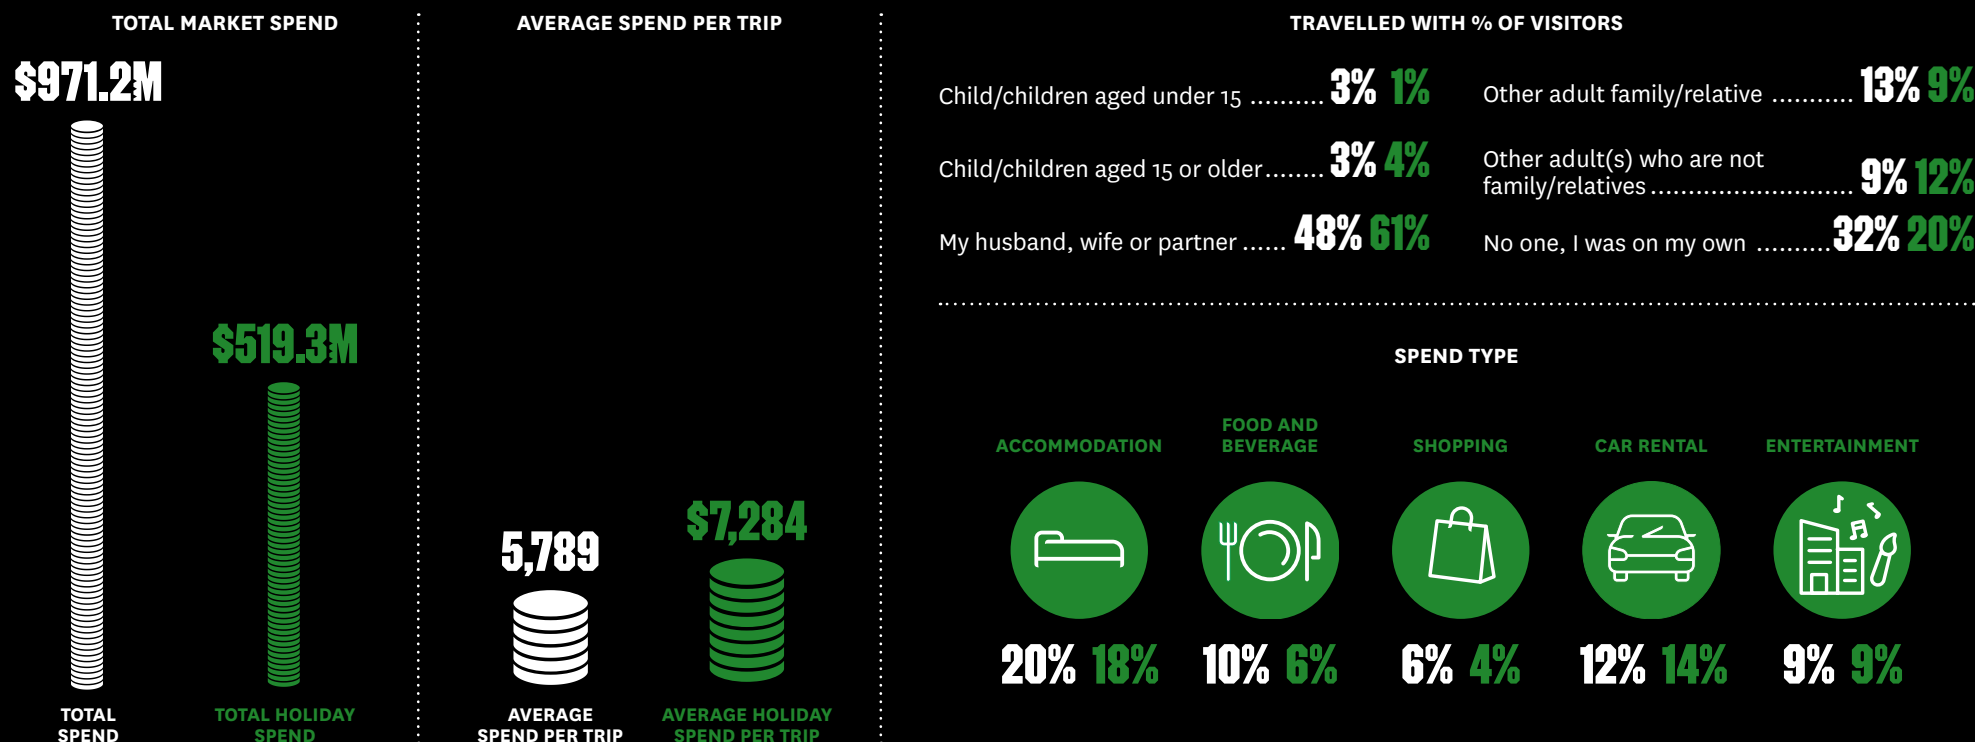 TOTAL MARKET SPEND
$971.2M
$519.3M
TOTAL
SPEND
TOTAL HOLIDAY
SPEND
AVERAGE SPEND PER TRIP
5,789
$7,284
AVERAGE
SPEND PER TRIP
AVERAGE HOLIDAY
SPEND PER TRIP
TRAVELLED WITH % OF VISITORS
Child/children aged under 15 .......... 3% 1%
Child/children aged 15 or older........ 3% 4%
My husband, wife or partner ...... 48% 61%
Other adult family/relative ........... 13% 9%
Other adult(s) who are not
family/relatives ............................ 9% 12%
No one, I was on my own .......... 32% 20%
SPEND TYPE
ACCOMMODATION
20% 18%
FOOD AND
BEVERAGE
10% 6%
SHOPPING
6% 4%
CAR RENTAL
12% 14%
ENTERTAINMENT
9% 9%